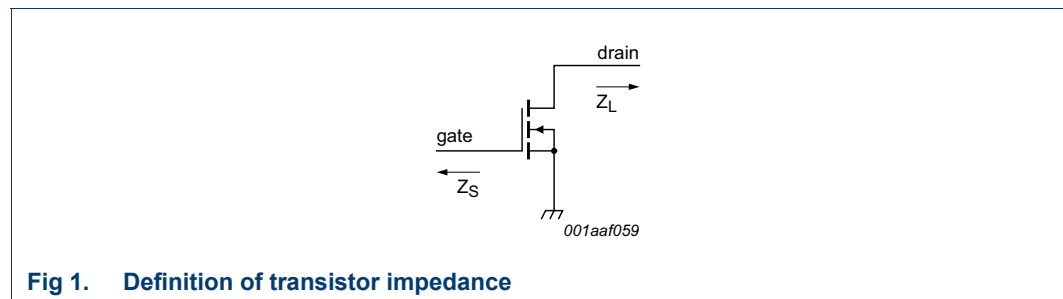 drain
Z_L
gate
Z_S
001aaf059
Fig 1. Definition of transistor impedance